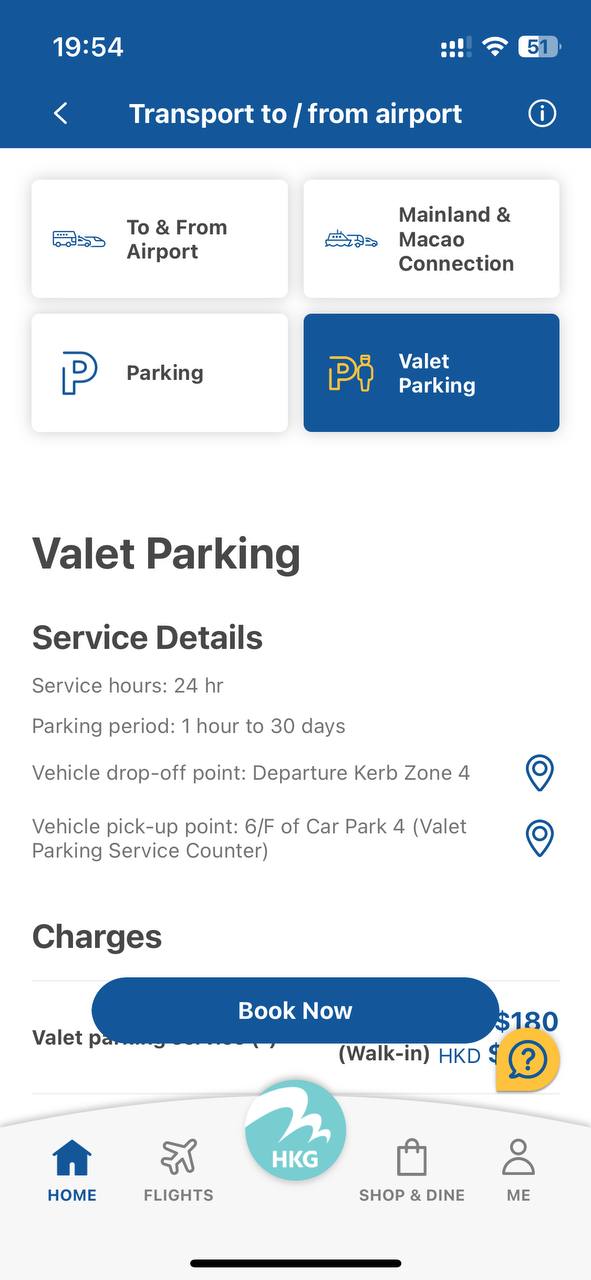 19:54
51
Transport to / from airport
To & From
Airport
Mainland &
Macao
Connection
Parking
Valet
Parking
Valet Parking
Service Details
Service hours: 24 hr
Parking period: 1 hour to 30 days
Vehicle drop-off point: Departure Kerb Zone 4
Vehicle pick-up point: 6/F of Car Park 4 (Valet
Parking Service Counter)
Charges
Book Now
$180
Valet
(Walk-in) HKD $
HKG
HOME
FLIGHTS
SHOP & DINE
ME